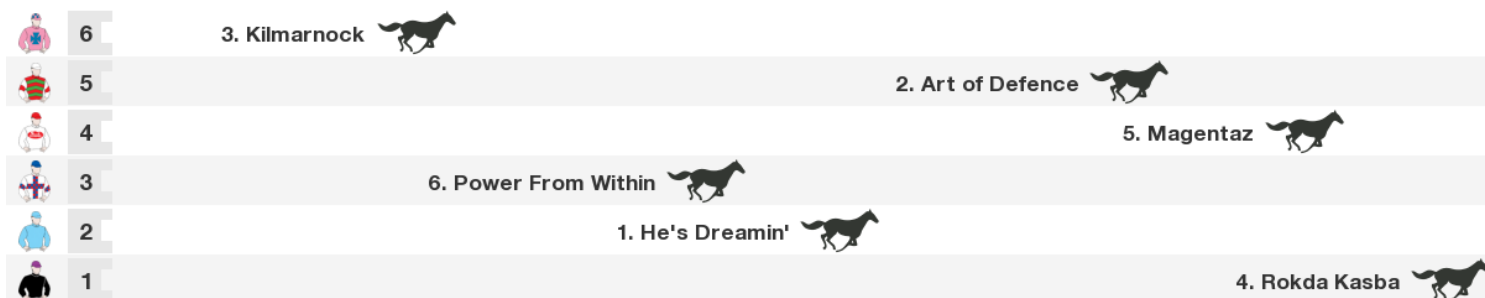 6 3. Kilmarnock
5 2. Art of Defence
4 5. Magentaz
3 6. Power From Within
2 1. He's Dreamin'
1 4. Rokda Kasba